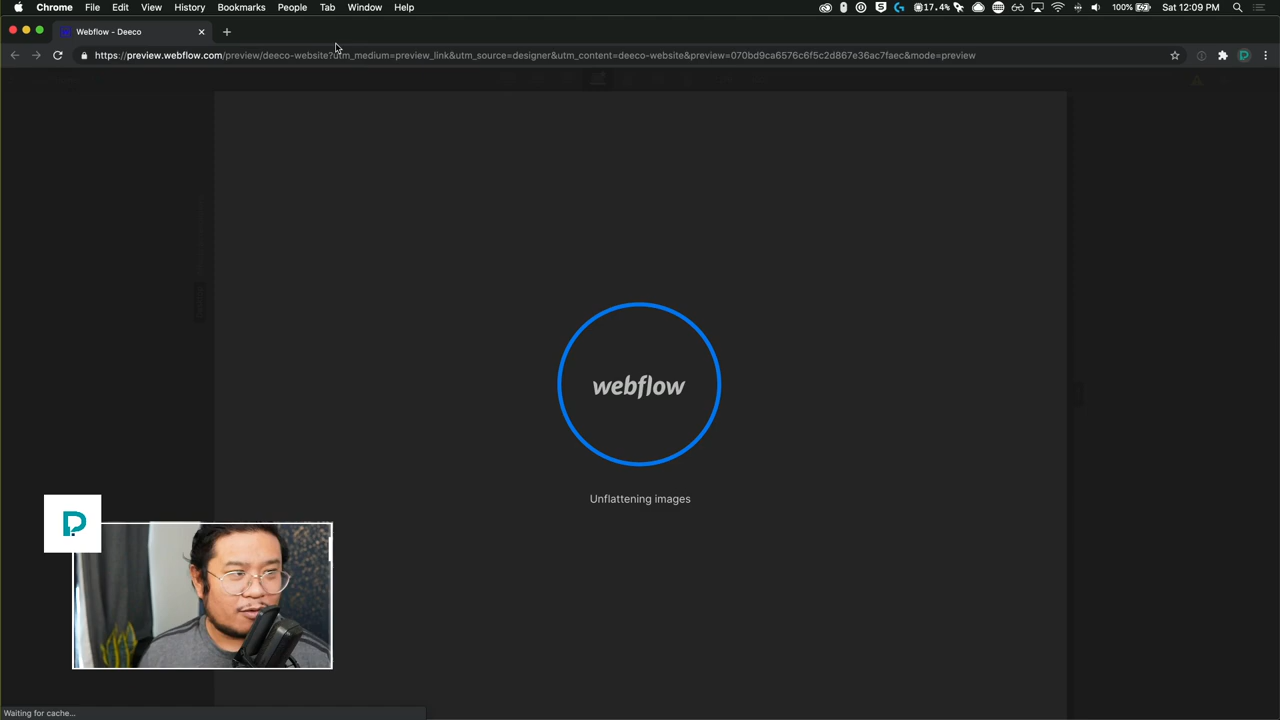 Chrome File Edit View History Bookmarks People Tab Window Help 17.4% 100% Sat 12:09 PM
Webflow - Deeco
https://preview.webflow.com/preview/deeco-website?utm_medium=preview_link&utm_source=designer&utm_content=deeco-website&preview=070bd9ca6576c6f5c2d867e36ac7faec&mode=preview
webflow
Unflattening images
Waiting for cache...